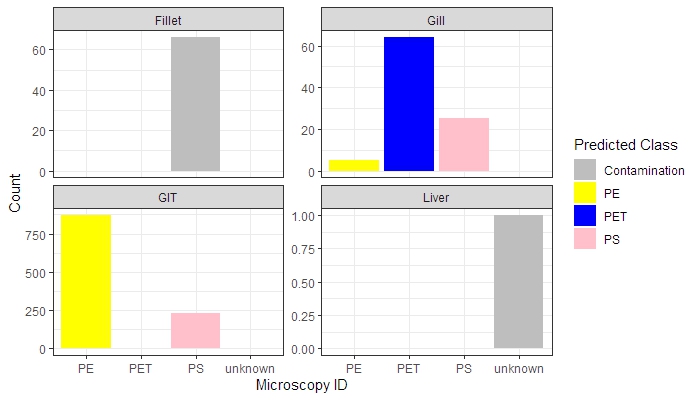 Fillet
Gill
60
40
20
0
60
40
20
0
GIT
Liver
750
500
250
0
1.00
0.75
0.50
0.25
0.00
PE PET PS unknown
PE PET PS unknown
Microscopy ID
Count
Predicted Class
Contamination
PE
PET
PS